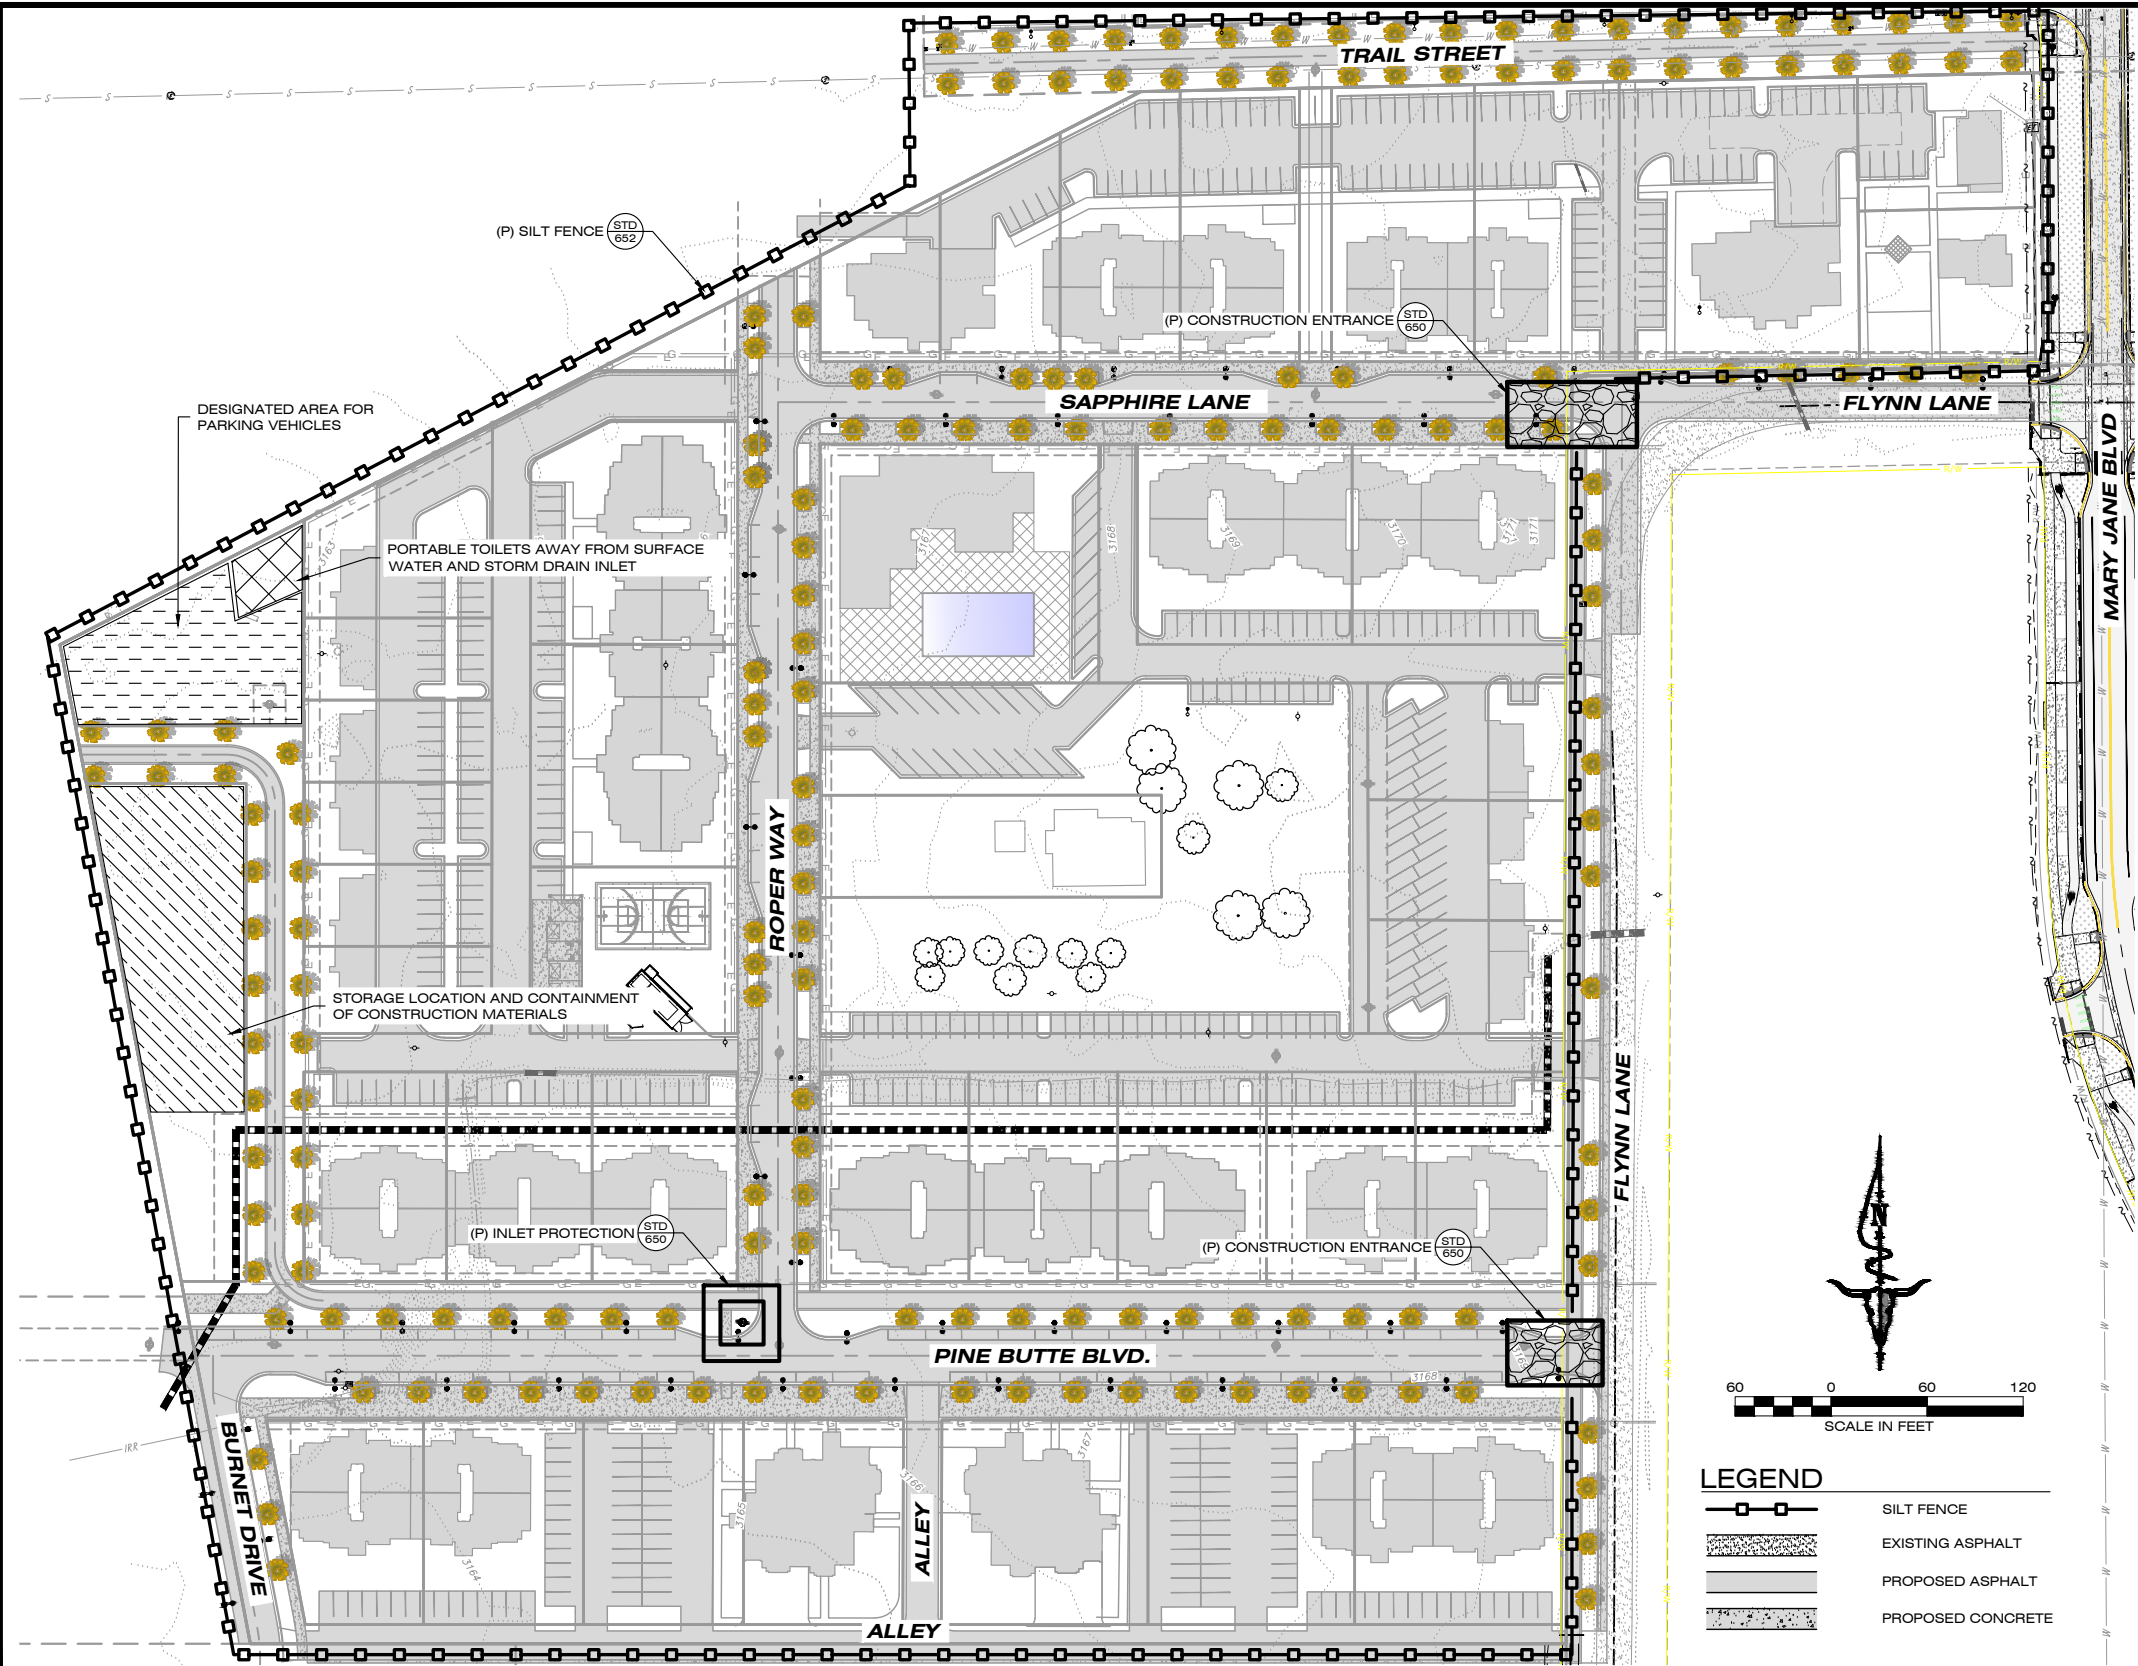 TRAIL STREET
(P) SILT FENCE
STD
652
(P) CONSTRUCTION ENTRANCE
STD
650
SAPPHIRE LANE
FLYNN LANE
MARY JANE BLVD
DESIGNATED AREA FOR
PARKING VEHICLES
PORTABLE TOILETS AWAY FROM SURFACE
WATER AND STORM DRAIN INLET
3163
3167
3168
3169
3170
3171
3171
ROPER WAY
STORAGE LOCATION AND CONTAINMENT
OF CONSTRUCTION MATERIALS
FLYNN LANE
(P) INLET PROTECTION
STD
650
(P) CONSTRUCTION ENTRANCE
STD
650
N
PINE BUTTE BLVD.
3168
60 0 60 120
SCALE IN FEET
IRR
BURNET DRIVE
3164
3165
3166
3167
ALLEY
ALLEY
LEGEND
SILT FENCE
EXISTING ASPHALT
PROPOSED ASPHALT
PROPOSED CONCRETE